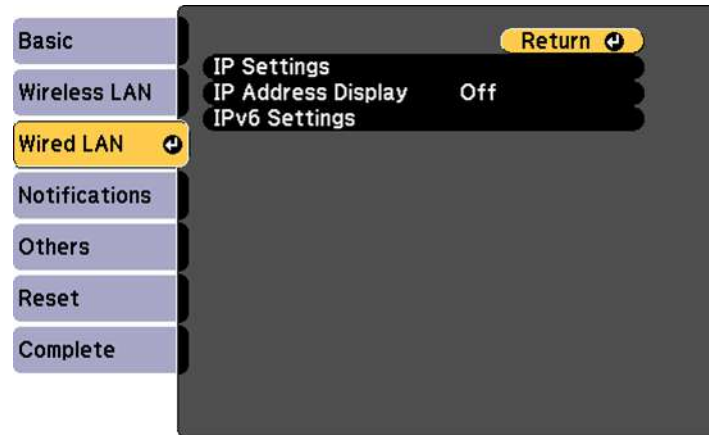 Basic
Wireless LAN
Wired LAN
Notifications
Others
Reset
Complete
Return
IP Settings
IP Address Display Off
IPv6 Settings